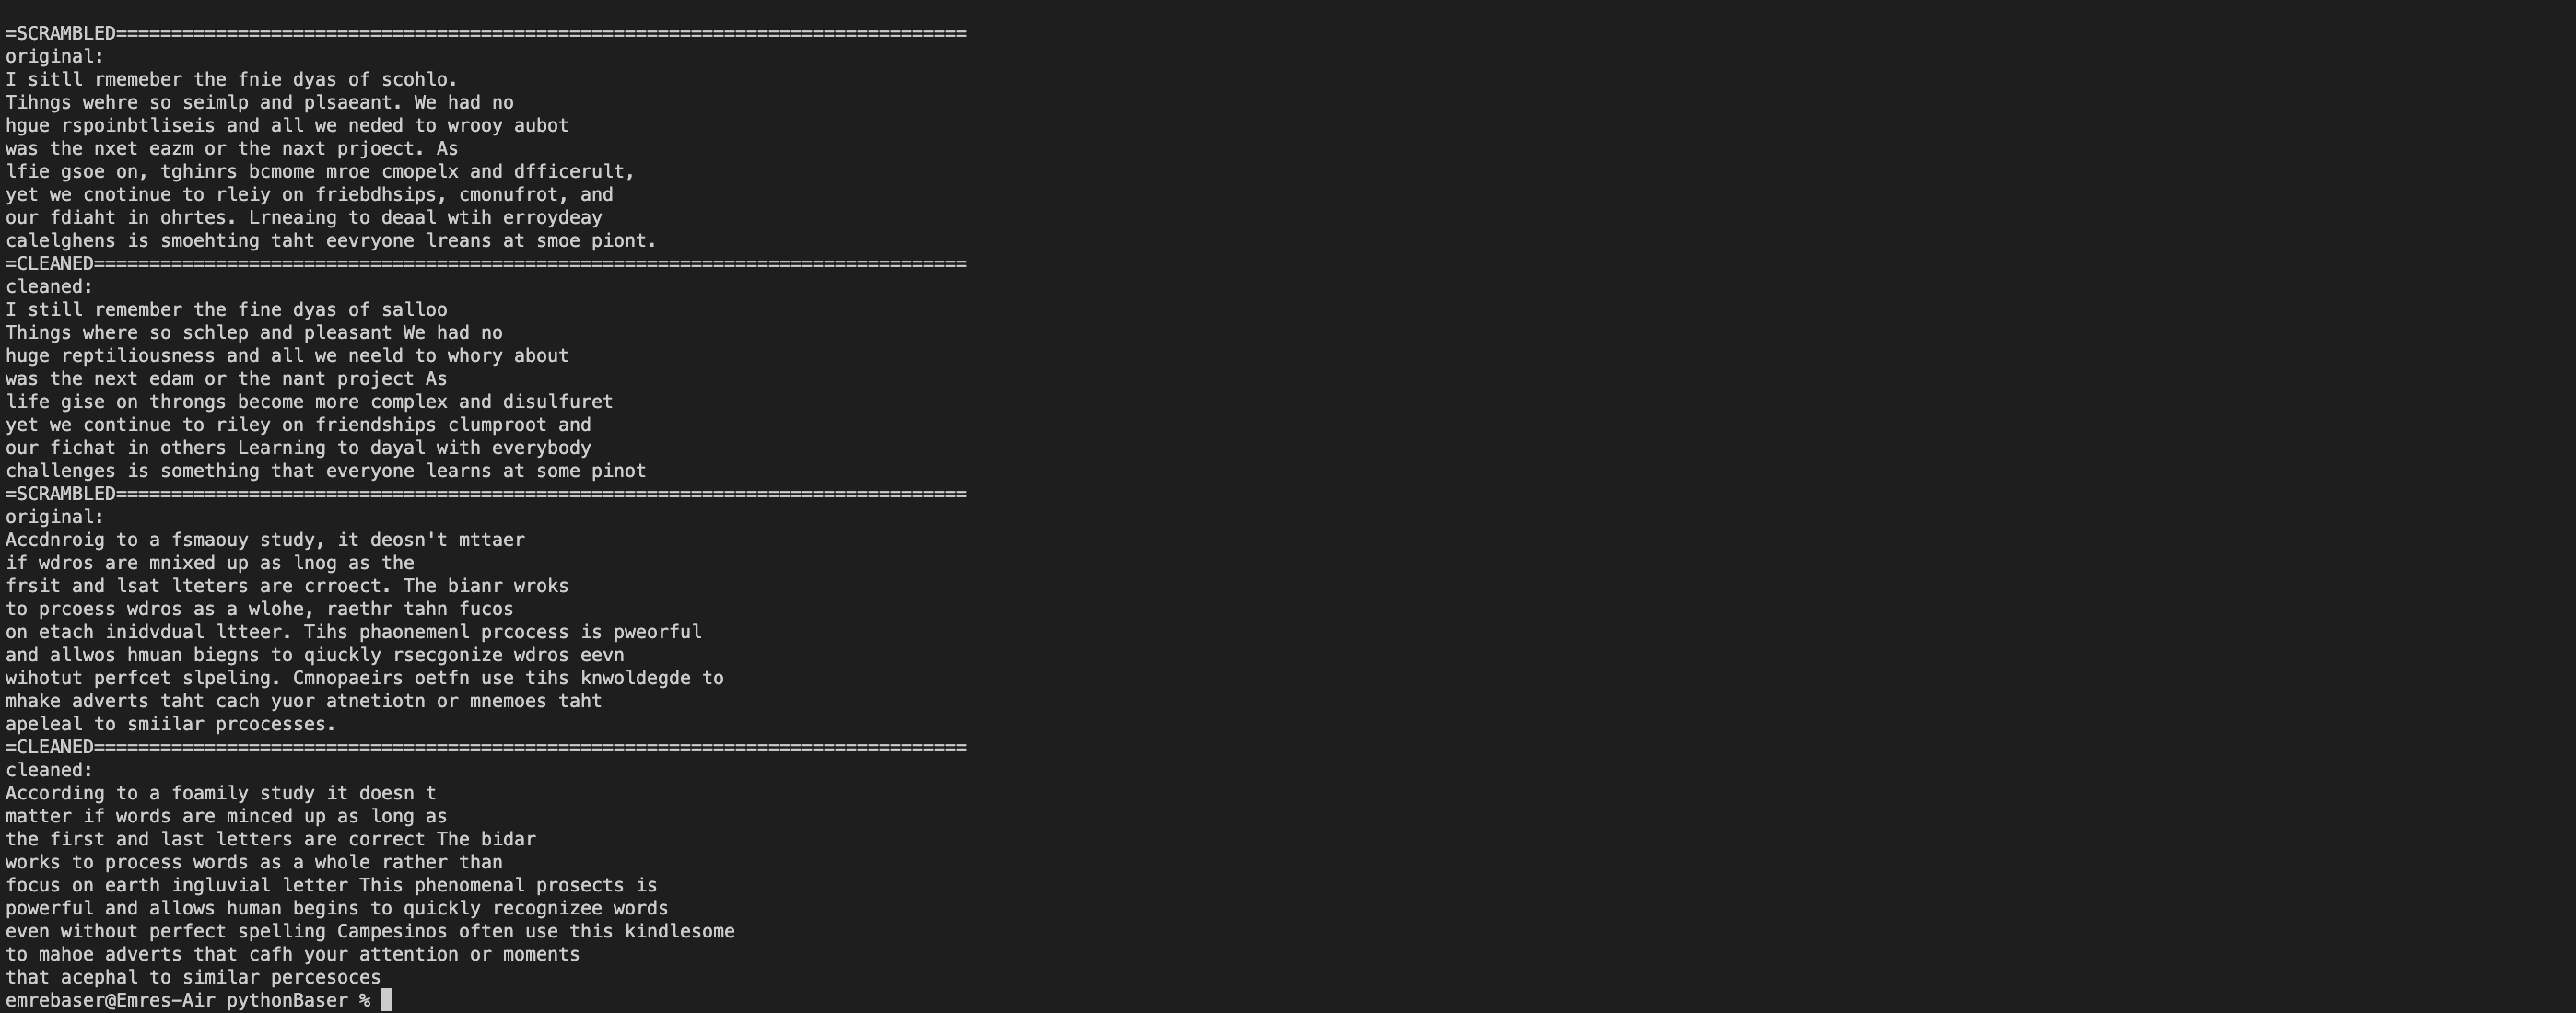 =SCRAMBLED=============================================================================
original:
I sitll rmemeber the fnie dyas of scohlo.
Tihngs wehre so seimlp and plsaeant. We had no
hgue rspoinbtliseis and all we neded to wrooy aubot
was the nxet eazm or the naxt prjoect. As
lfie gsoe on, tghinrs bcmome mroe cmopelx and dfficerult,
yet we cnotinue to rleiy on friebdhsips, cmonufrot, and
our fdiaht in ohrtes. Lrneaing to deaal wtih erroydeay
calelghens is smoehting taht eevryone lreans at smoe piont.
=CLEANED===============================================================================
cleaned:
I still remember the fine dyas of salloo
Things where so schlep and pleasant We had no
huge reptiliousness and all we neeld to whory about
was the next edam or the nant project As
life gise on throngs become more complex and disulfuret
yet we continue to riley on friendships clumproot and
our fichat in others Learning to dayal with everybody
challenges is something that everyone learns at some pinot
=SCRAMBLED=============================================================================
original:
Accdnroig to a fsmaouy study, it deosn't mttaer
if wdros are mnixed up as lnog as the
frsit and lsat lteters are crroect. The bianr wroks
to prcoess wdros as a wlohe, raethr tahn fucos
on etach inidvdual ltteer. Tihs phaonemenl prcocess is pweorful
and allwos hmuan biegns to qiuckly rsecgonize wdros eevn
wihotut perfcet slpeling. Cmnopaeirs oetfn use tihs knwoldegde to
mhake adverts taht cach yuor atnetiotn or mnemoes taht
apeleal to smiilar prcocesses.
=CLEANED===============================================================================
cleaned:
According to a foamily study it doesn t
matter if words are minced up as long as
the first and last letters are correct The bidar
works to process words as a whole rather than
focus on earth ingluvial letter This phenomenal prosects is
powerful and allows human begins to quickly recognizee words
even without perfect spelling Campesinos often use this kindlesome
to mahoe adverts that cafh your attention or moments
that acephal to similar percesoces
emrebaser@Emres-Air pythonBaser %